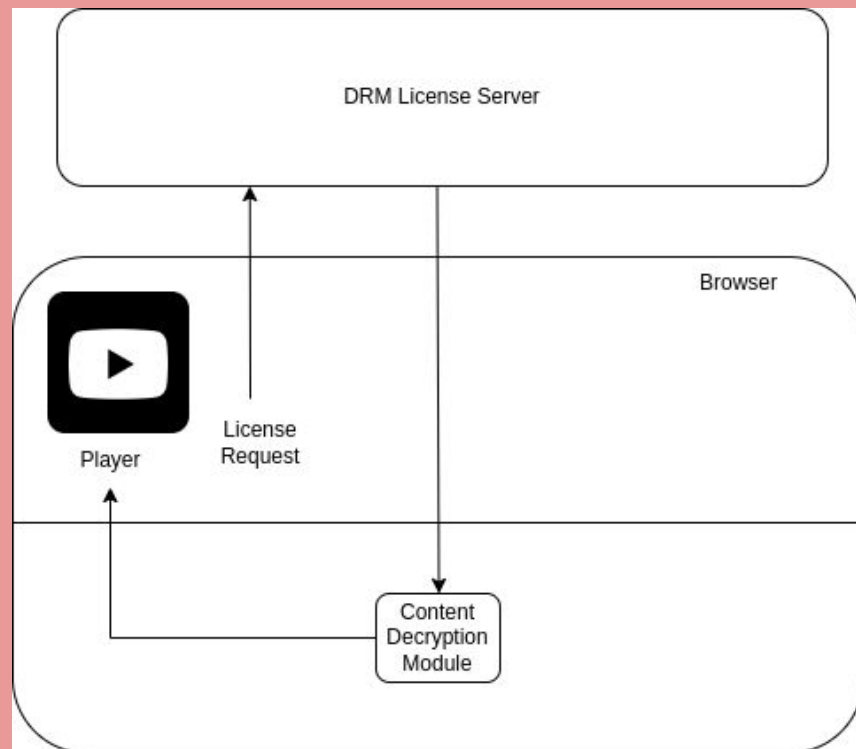 DRM License Server
Browser
License
Request
Player
Content
Decryption
Module